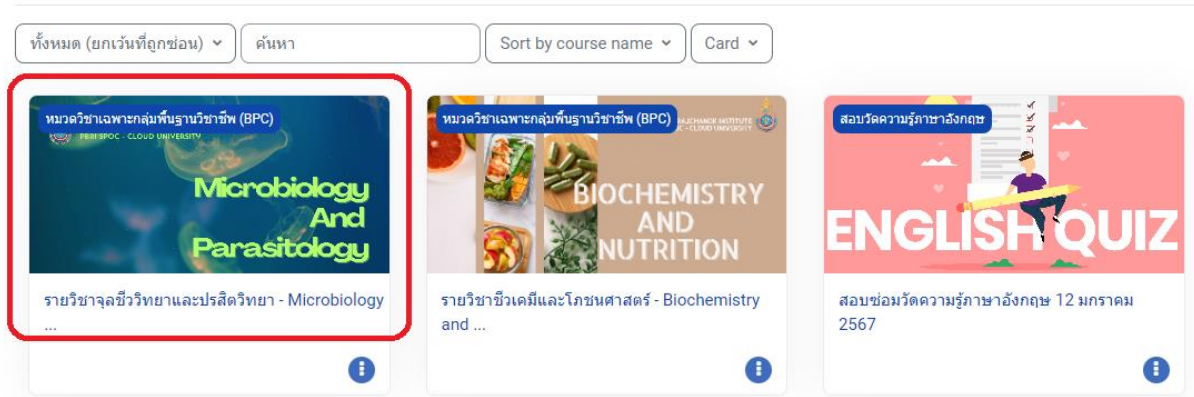 ทั้งหมด (ยกเว้นที่ถูกซ่อน)
ค้นหา
Sort by course name
Card
หมวดวิชาเฉพาะกลุ่มพื้นฐานวิชาชีพ (BPC)
PBRI SPOC - CLOUD UNIVERSITY
Microbiology
And
Parasitology
รายวิชาจุลชีววิทยาและปรสิตวิทยา - Microbiology
...
หมวดวิชาเฉพาะกลุ่มพื้นฐานวิชาชีพ (BPC)
INSTITUTE
- CLOUD UNIVERSITY
BIOCHEMISTRY
AND
NUTRITION
รายวิชาชีวเคมีและโภชนศาสตร์ - Biochemistry
and ...
สอบวัดความรู้ภาษาอังกฤษ
ENGLISH QUIZ
สอบซ่อมวัดความรู้ภาษาอังกฤษ 12 มกราคม
2567